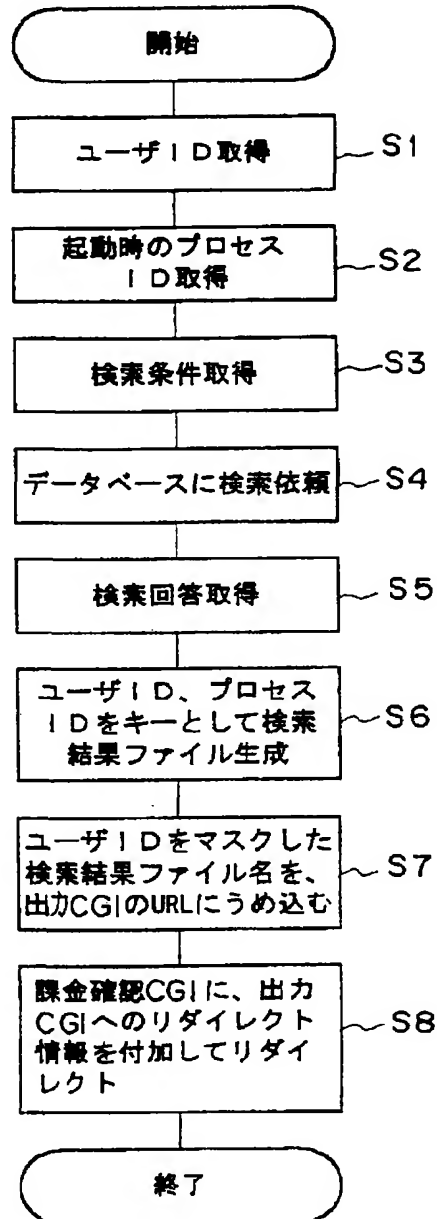 開始
ユーザID取得
S1
起動時のプロセス
ID取得
S2
検索条件取得
S3
データベースに検索依頼
S4
検索回答取得
S5
ユーザID、プロセス
IDをキーとして検索
結果ファイル生成
S6
ユーザIDをマスクした
検索結果ファイル名を、
出力CGIのURLにうめ込む
S7
課金確認CGIに、出力
CGIへのリダイレクト
情報を付加してリダイ
レクト
S8
終了